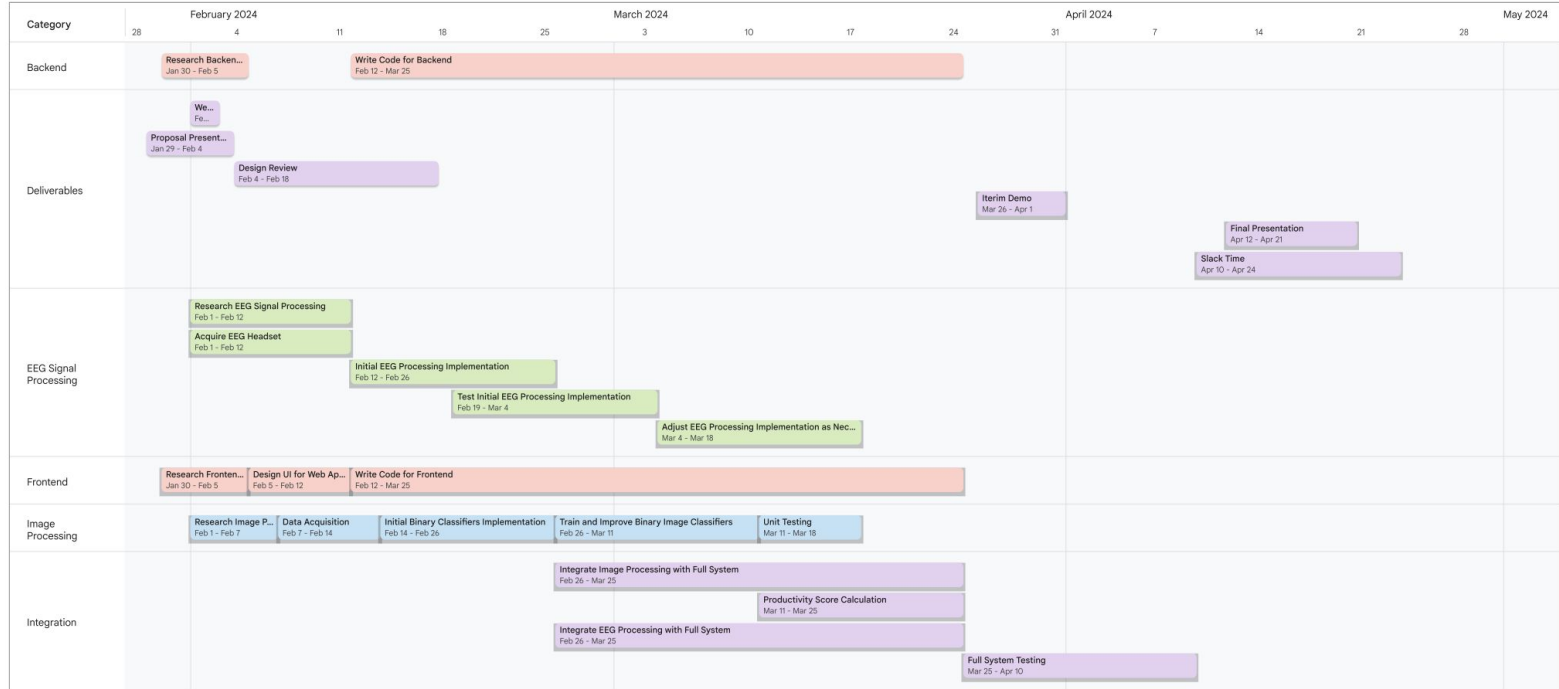 Category
February 2024
March 2024
April 2024
May 2024
28 4 11 18 25 3 10 17 24 31 7 14 21 28
Backend
Research Backen...
Jan 30 - Feb 5
Write Code for Backend
Feb 12 - Mar 25
Deliverables
We...
Fe...
Proposal Present...
Jan 29 - Feb 4
Design Review
Feb 4 - Feb 18
Iterim Demo
Mar 26 - Apr 1
Final Presentation
Apr 12 - Apr 21
Slack Time
Apr 10 - Apr 24
EEG Signal
Processing
Research EEG Signal Processing
Feb 1 - Feb 12
Acquire EEG Headset
Feb 1 - Feb 12
Initial EEG Processing Implementation
Feb 12 - Feb 26
Test Initial EEG Processing Implementation
Feb 19 - Mar 4
Adjust EEG Processing Implementation as Nec...
Mar 4 - Mar 18
Frontend
Research Fronten...
Jan 30 - Feb 5
Design UI for Web Ap...
Feb 5 - Feb 12
Write Code for Frontend
Feb 12 - Mar 25
Image
Processing
Research Image P...
Feb 1 - Feb 7
Data Acquisition
Feb 7 - Feb 14
Initial Binary Classifiers Implementation
Feb 14 - Feb 26
Train and Improve Binary Image Classifiers
Feb 26 - Mar 11
Unit Testing
Mar 11 - Mar 18
Integration
Integrate Image Processing with Full System
Feb 26 - Mar 25
Productivity Score Calculation
Mar 11 - Mar 25
Integrate EEG Processing with Full System
Feb 26 - Mar 25
Full System Testing
Mar 25 - Apr 10